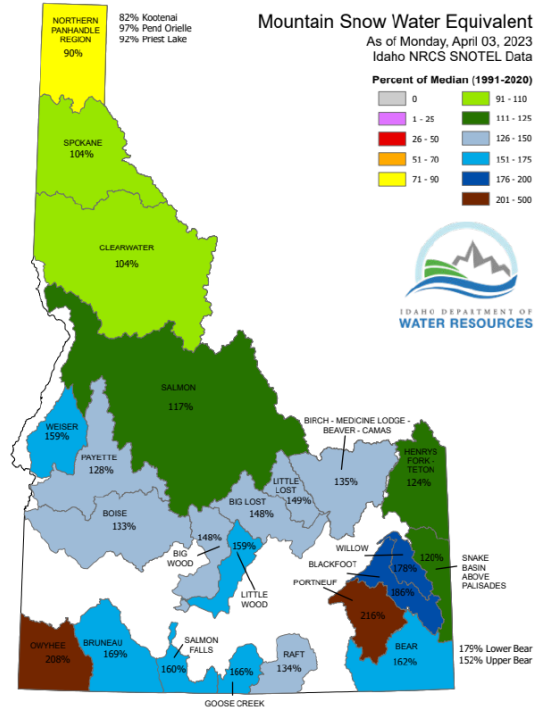 NORTHERN
PANHANDLE
REGION
90%
82% Kootenai
97% Pend Orielle
92% Priest Lake
Mountain Snow Water Equivalent
As of Monday, April 03, 2023
Idaho NRCS SNOTEL Data
Percent of Median (1991-2020)
0
1 - 25
26 - 50
51 - 70
71 - 90
91 - 110
111 - 125
126 - 150
151 - 175
176 - 200
201 - 500
IDAHO DEPARTMENT OF
WATER RESOURCES
SPOKANE
104%
CLEARWATER
104%
SALMON
117%
WEISER
159%
PAYETTE
128%
BOISE
133%
BIRCH - MEDICINE LODGE -
BEAVER - CAMAS
135%
HENRYS
FORK -
TETON
124%
LITTLE
LOST
149%
BIG LOST
148%
148%
BIG
WOOD
159%
LITTLE
WOOD
WILLOW
178%
BLACKFOOT
186%
PORTNEUF
216%
120%
SNAKE
BASIN
ABOVE
PALISADES
OWYHEE
208%
BRUNEAU
169%
SALMON
FALLS
160%
166%
GOOSE CREEK
RAFT
134%
BEAR
162%
179% Lower Bear
152% Upper Bear